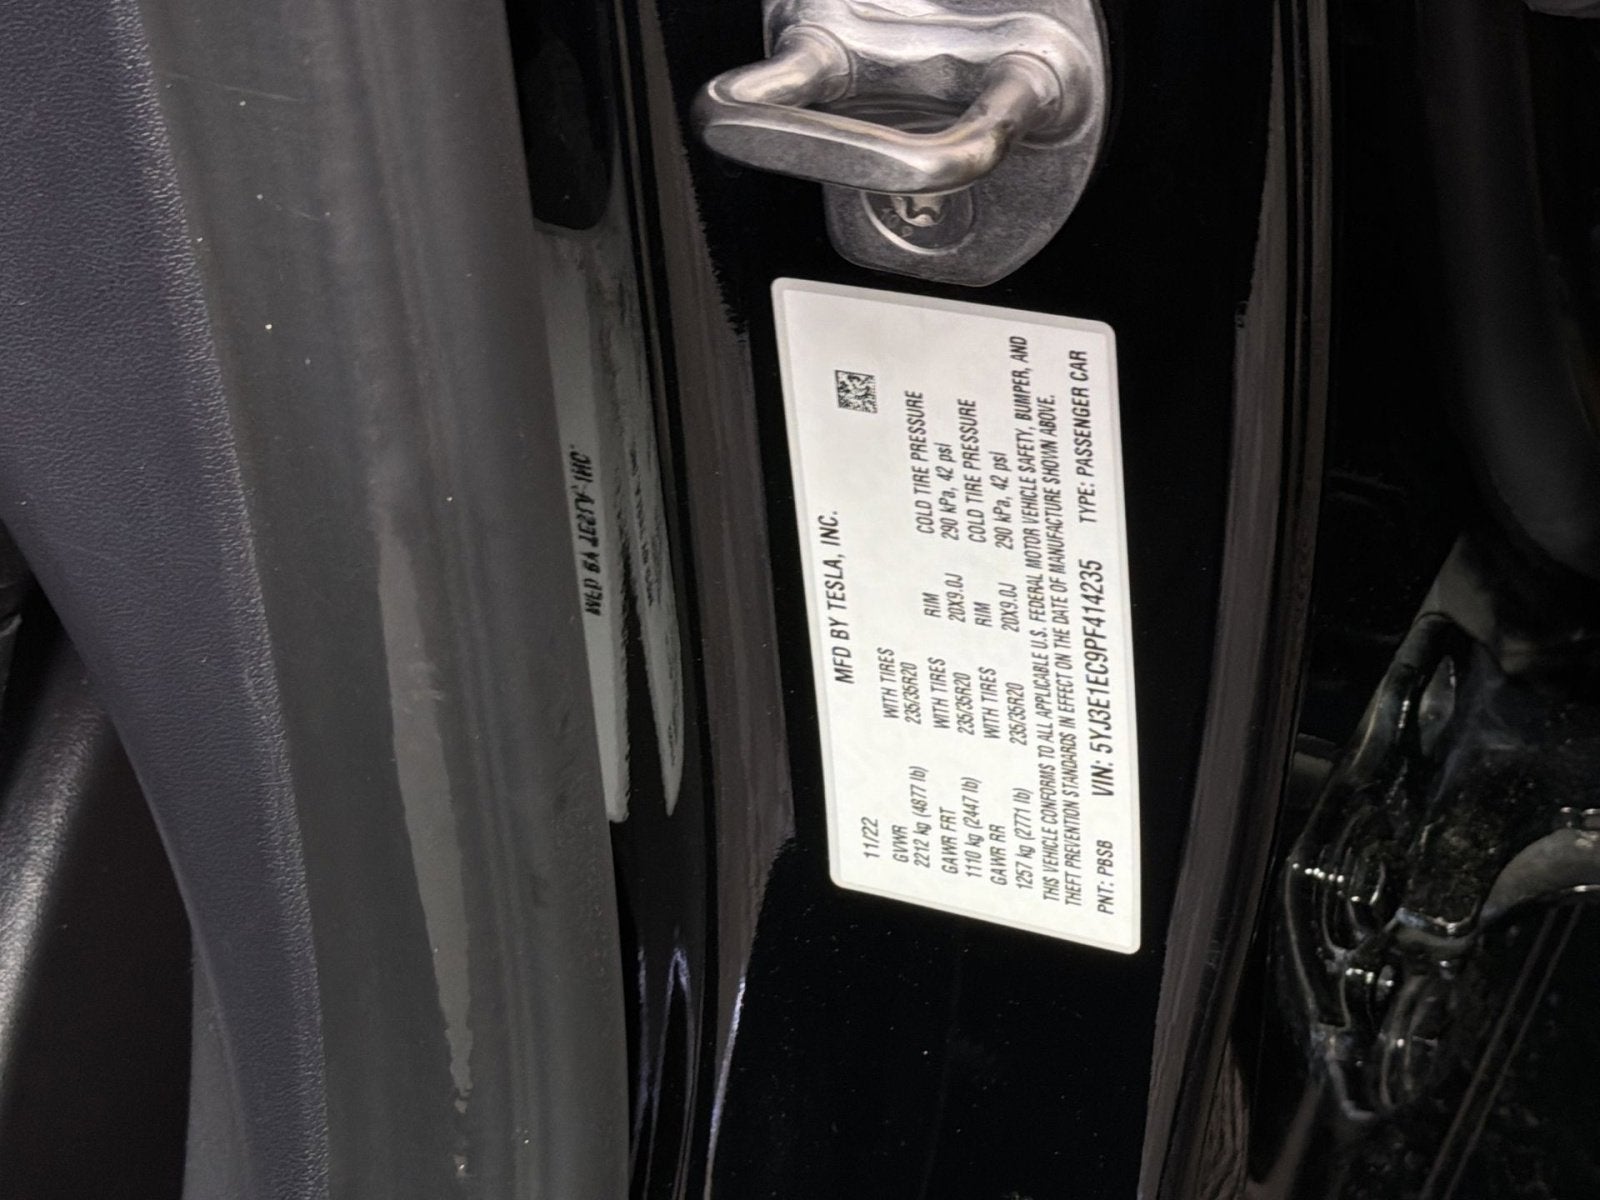 MFD BY TESLA, INC.
11/22
GVWR WITH TIRES RIM COLD TIRE PRESSURE
2212 kg (4877 lb) 235/35R20 20X9.0J 290 kPa, 42 psi
GAWR FRT WITH TIRES RIM COLD TIRE PRESSURE
1110 kg (2447 lb) 235/35R20 20X9.0J 290 kPa, 42 psi
GAWR RR WITH TIRES
1257 kg (2771 lb) 235/35R20
THIS VEHICLE CONFORMS TO ALL APPLICABLE U.S. FEDERAL MOTOR VEHICLE SAFETY, BUMPER, AND
THEFT PREVENTION STANDARDS IN EFFECT ON THE DATE OF MANUFACTURE SHOWN ABOVE.
PNT: PBSB VIN: 5YJ3E1EC9PF414235 TYPE: PASSENGER CAR